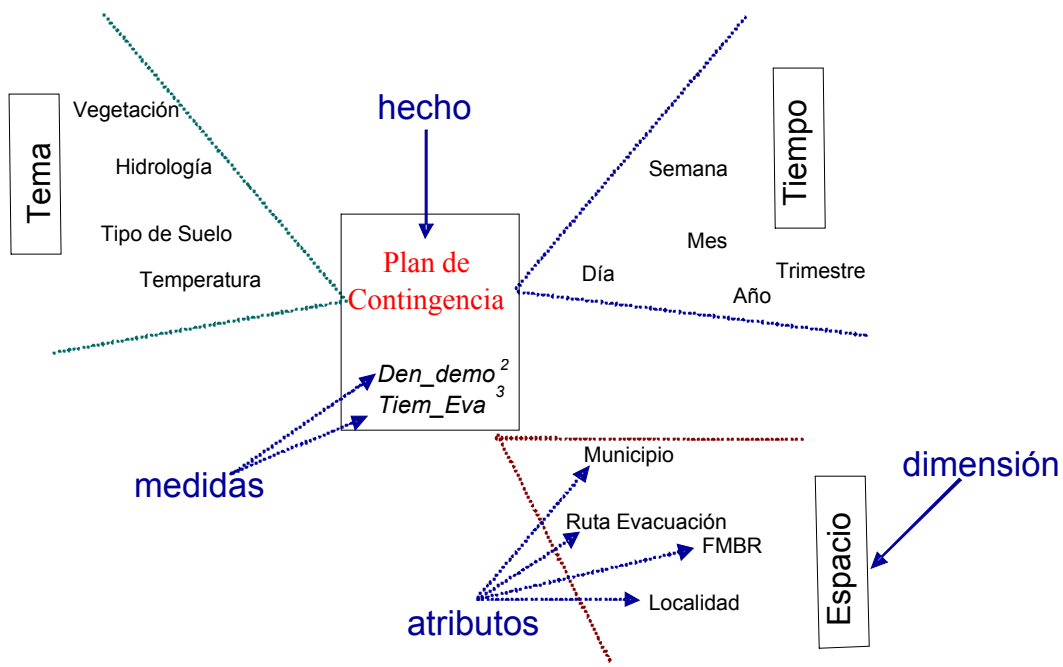 Tema
Vegetación
Hidrología
Tipo de Suelo
Temperatura
hecho
Plan de
Contingencia
Den_demo 2
Tiem_Eva 3
medidas
Tiempo
Semana
Mes
Día
Trimestre
Año
Municipio
Ruta Evacuación
FMBR
Localidad
atributos
Espacio
dimensión